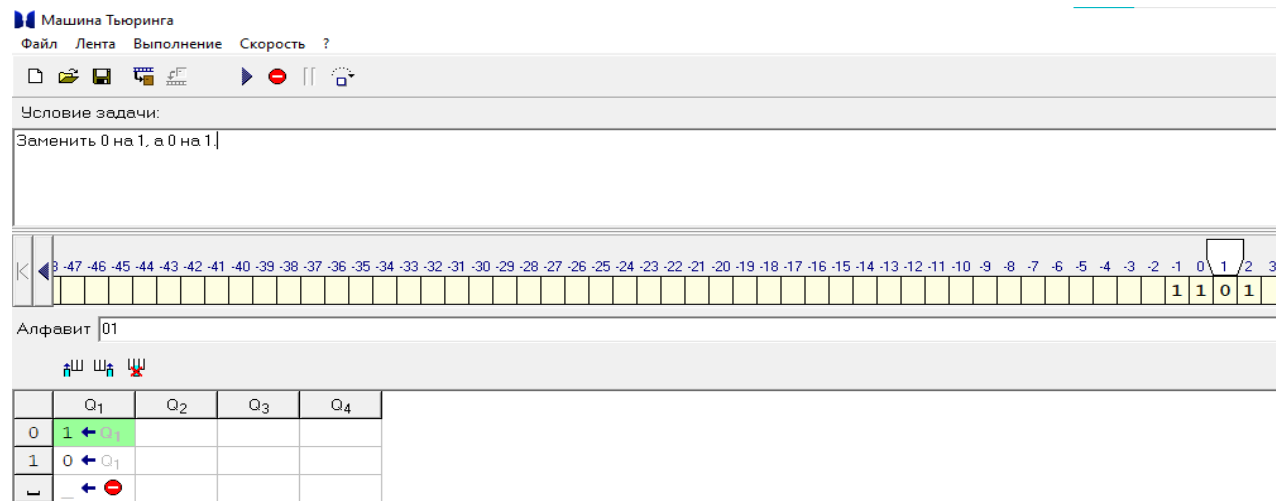 Машина Тьюринга
Файл Лента Выполнение Скорость ?
Условие задачи:
Заменить 0 на 1, а 0 на 1.
-47 -46 -45 -44 -43 -42 -41 -40 -39 -38 -37 -36 -35 -34 -33 -32 -31 -30 -29 -28 -27 -26 -25 -24 -23 -22 -21 -20 -19 -18 -17 -16 -15 -14 -13 -12 -11 -10 -9 -8 -7 -6 -5 -4 -3 -2 -1 0 1 2 3
1 1 0 1
Алфавит 01
Q1 Q2 Q3 Q4
0 1 ← Q1
1 0 ← Q1
_ ←